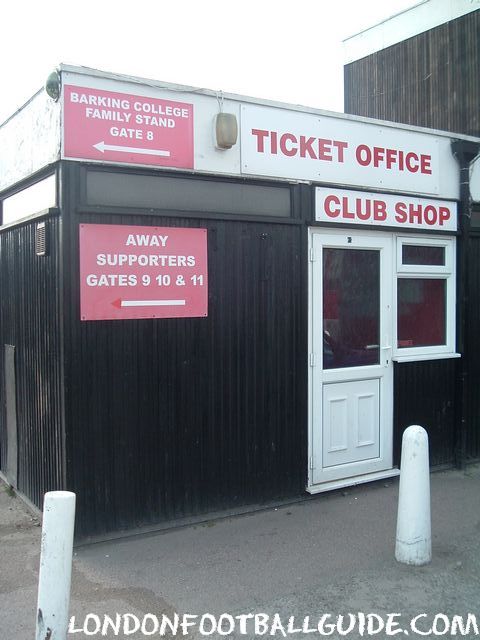 BARKING COLLEGE
FAMILY STAND
GATE 8
TICKET OFFICE
CLUB SHOP
AWAY
SUPPORTERS
GATES 9 10 & 11
LONDONFOOTBALLGUIDE.COM